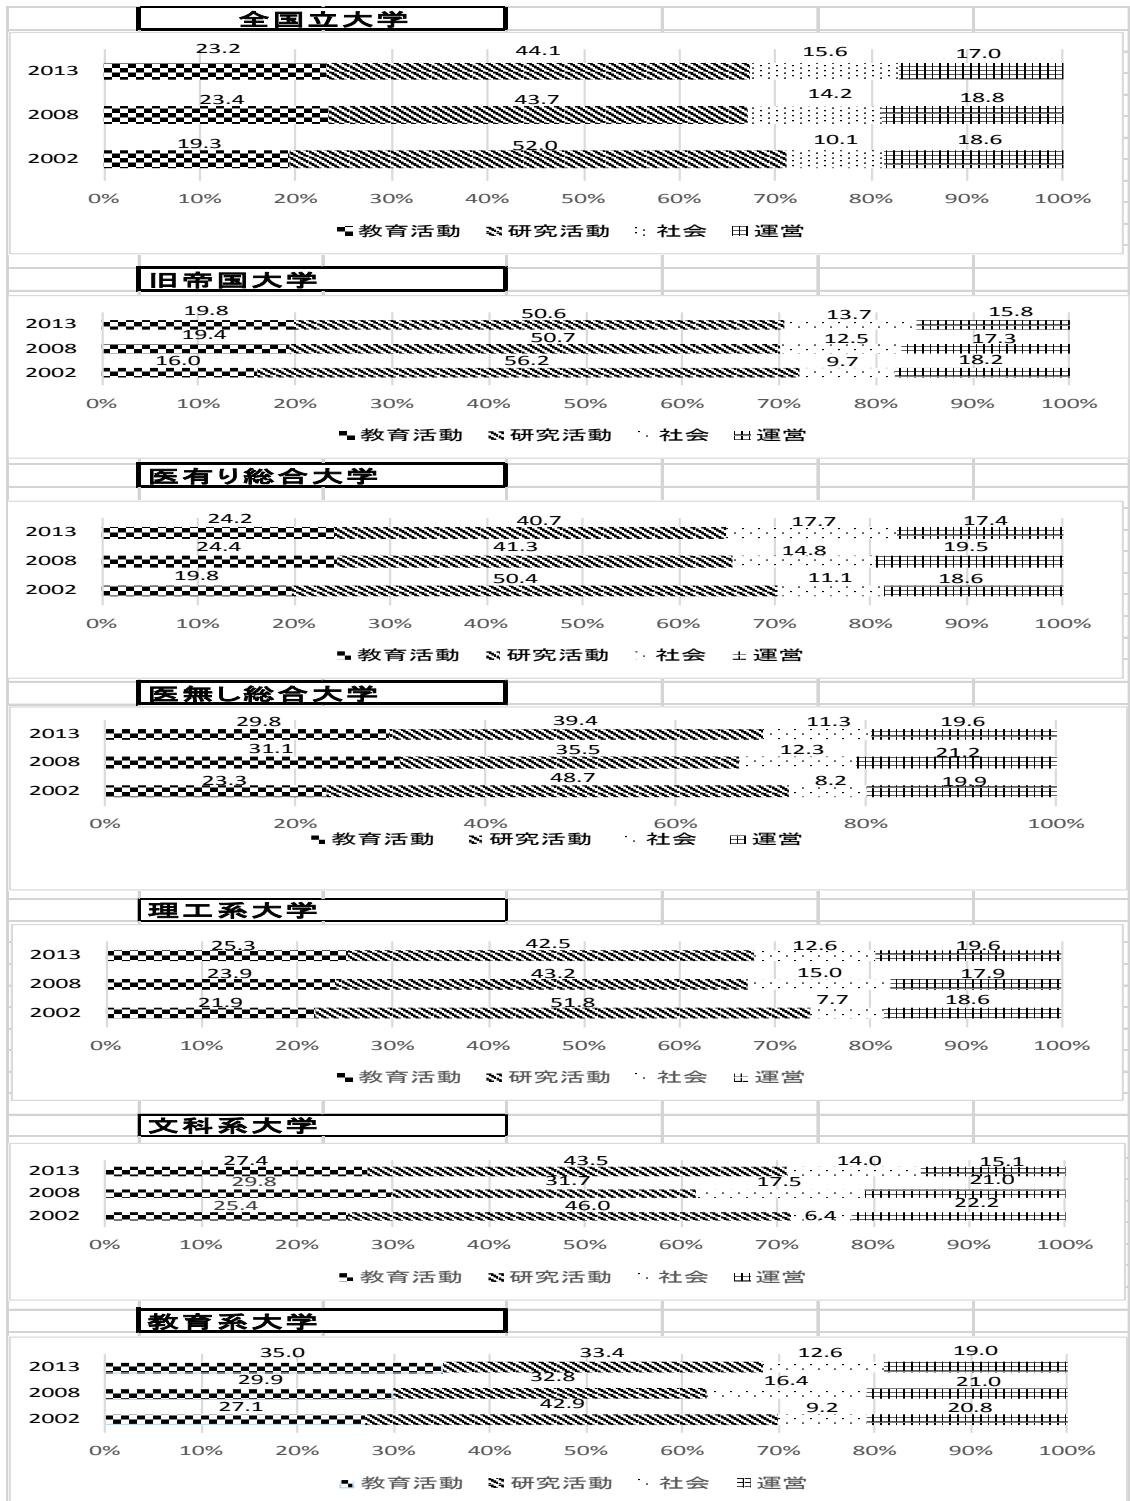 全国立大学
23.2 44.1 15.6 17.0
2013
23.4 43.7 14.2 18.8
2008
19.3 52.0 10.1 18.6
2002
0% 10% 20% 30% 40% 50% 60% 70% 80% 90% 100%
教育活動 研究活動 社会 運営
旧帝国大学
19.8 50.6 13.7 15.8
2013
19.4 50.7 12.5 17.3
2008
16.0 56.2 9.7 18.2
2002
0% 10% 20% 30% 40% 50% 60% 70% 80% 90% 100%
教育活動 研究活動 社会 運営
医有り総合大学
24.2 40.7 17.7 17.4
2013
24.4 41.3 14.8 19.5
2008
19.8 50.4 11.1 18.6
2002
0% 10% 20% 30% 40% 50% 60% 70% 80% 90% 100%
教育活動 研究活動 社会 運営
医無し総合大学
29.8 39.4 11.3 19.6
2013
31.1 35.5 12.3 21.2
2008
23.3 48.7 8.2 19.9
2002
0% 20% 40% 60% 80% 100%
教育活動 研究活動 社会 運営
理工系大学
25.3 42.5 12.6 19.6
2013
23.9 43.2 15.0 17.9
2008
21.9 51.8 7.7 18.6
2002
0% 10% 20% 30% 40% 50% 60% 70% 80% 90% 100%
教育活動 研究活動 社会 運営
文科系大学
27.4 43.5 14.0 15.1
2013
29.8 31.7 17.5 21.0
2008
25.4 46.0 6.4 22.2
2002
0% 10% 20% 30% 40% 50% 60% 70% 80% 90% 100%
教育活動 研究活動 社会 運営
教育系大学
35.0 33.4 12.6 19.0
2013
29.9 32.8 16.4 21.0
2008
27.1 42.9 9.2 20.8
2002
0% 10% 20% 30% 40% 50% 60% 70% 80% 90% 100%
教育活動 研究活動 社会 運営